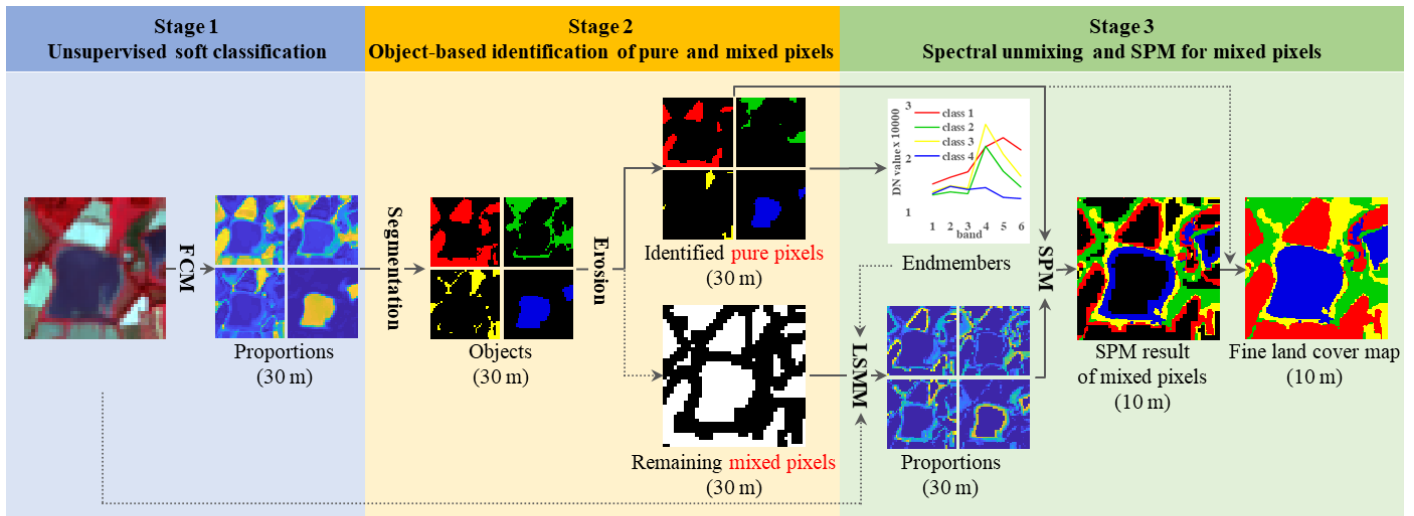 Stage 1
Unsupervised soft classification
Stage 2
Object-based identification of pure and mixed pixels
Stage 3
Spectral unmixing and SPM for mixed pixels
FCM
Proportions
(30 m)
Segmentation
Objects
(30 m)
Erosion
Identified pure pixels
(30 m)
Remaining mixed pixels
(30 m)
DN value x 10000
3
2
1
class 1
class 2
class 3
class 4
1 2 3 4 5 6
band
Endmembers
LSMM
Proportions
(30 m)
SPM
SPM result
of mixed pixels
(10 m)
Fine land cover map
(10 m)